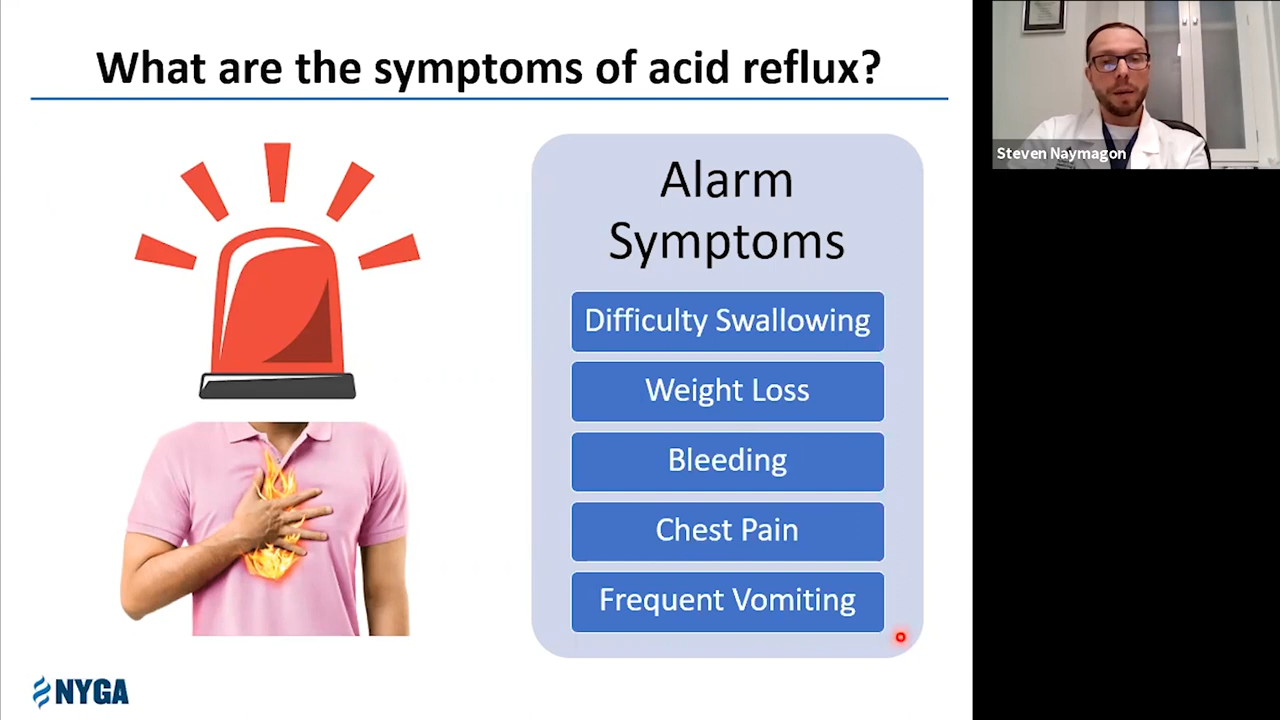 What are the symptoms of acid reflux?
Alarm
Symptoms
Difficulty Swallowing
Weight Loss
Bleeding
Chest Pain
Frequent Vomiting
NYGA
Steven Naymagon